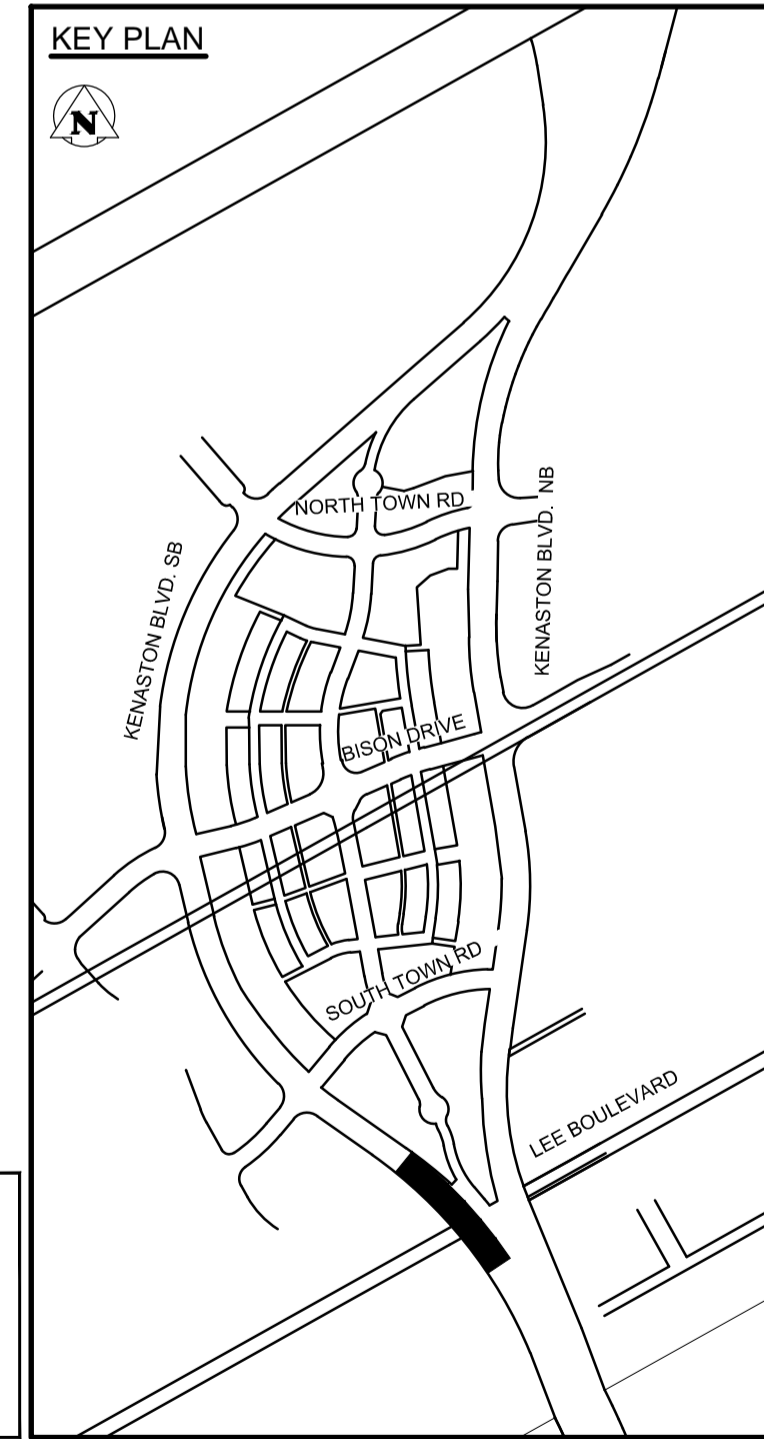 KEY PLAN
N
NORTH TOWN RD
KENASTON BLVD. SB
KENASTON BLVD. NB
BISON DRIVE
SOUTH TOWN RD
LEE BOULEVARD